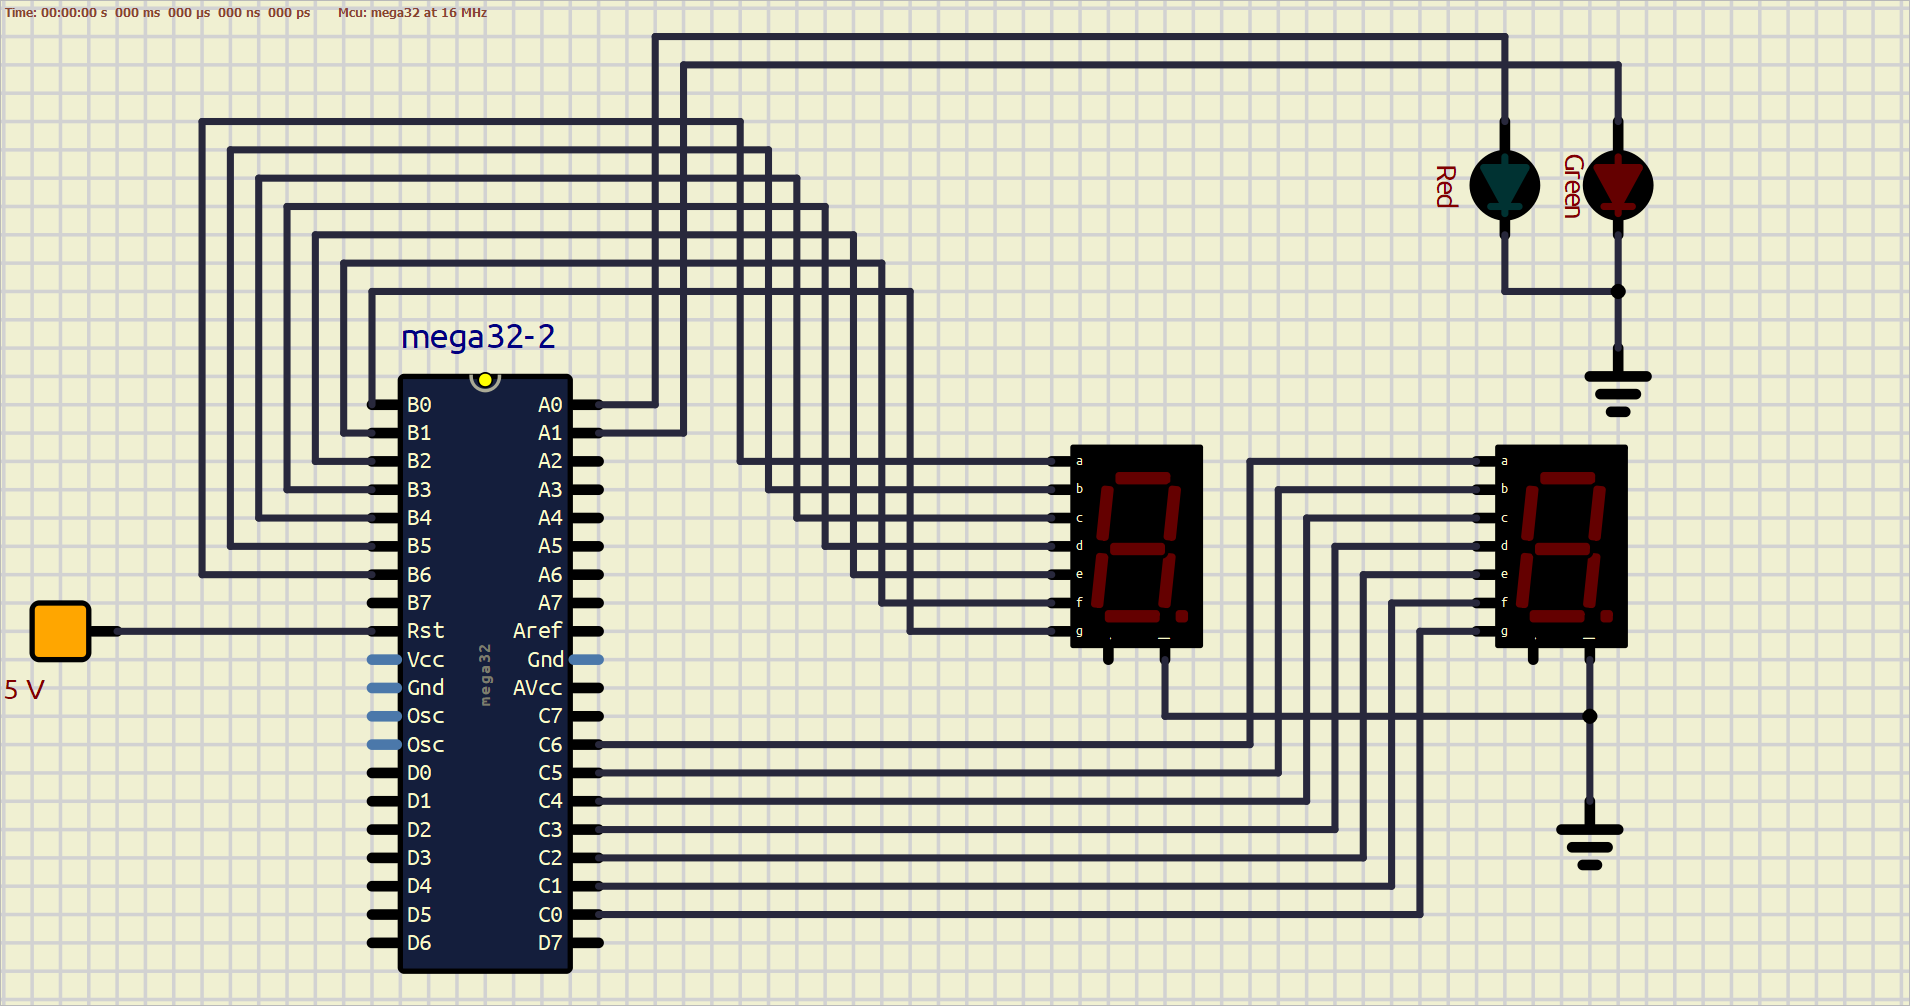 Time: 00:00:00 s 000 ms 000 µs 000 ns 000 ps Mcu: mega32 at 16 MHz
Red
Green
mega32-2
B0 A0
B1 A1
B2 A2
B3 A3
B4 A4
B5 A5
B6 A6
B7 A7
Rst Aref
Vcc Gnd
Gnd AVcc
Osc C7
Osc C6
D0 C5
D1 C4
D2 C3
D3 C2
D4 C1
D5 C0
D6 D7
mega32
5 V
a
b
c
d
e
f
g
a
b
c
d
e
f
g